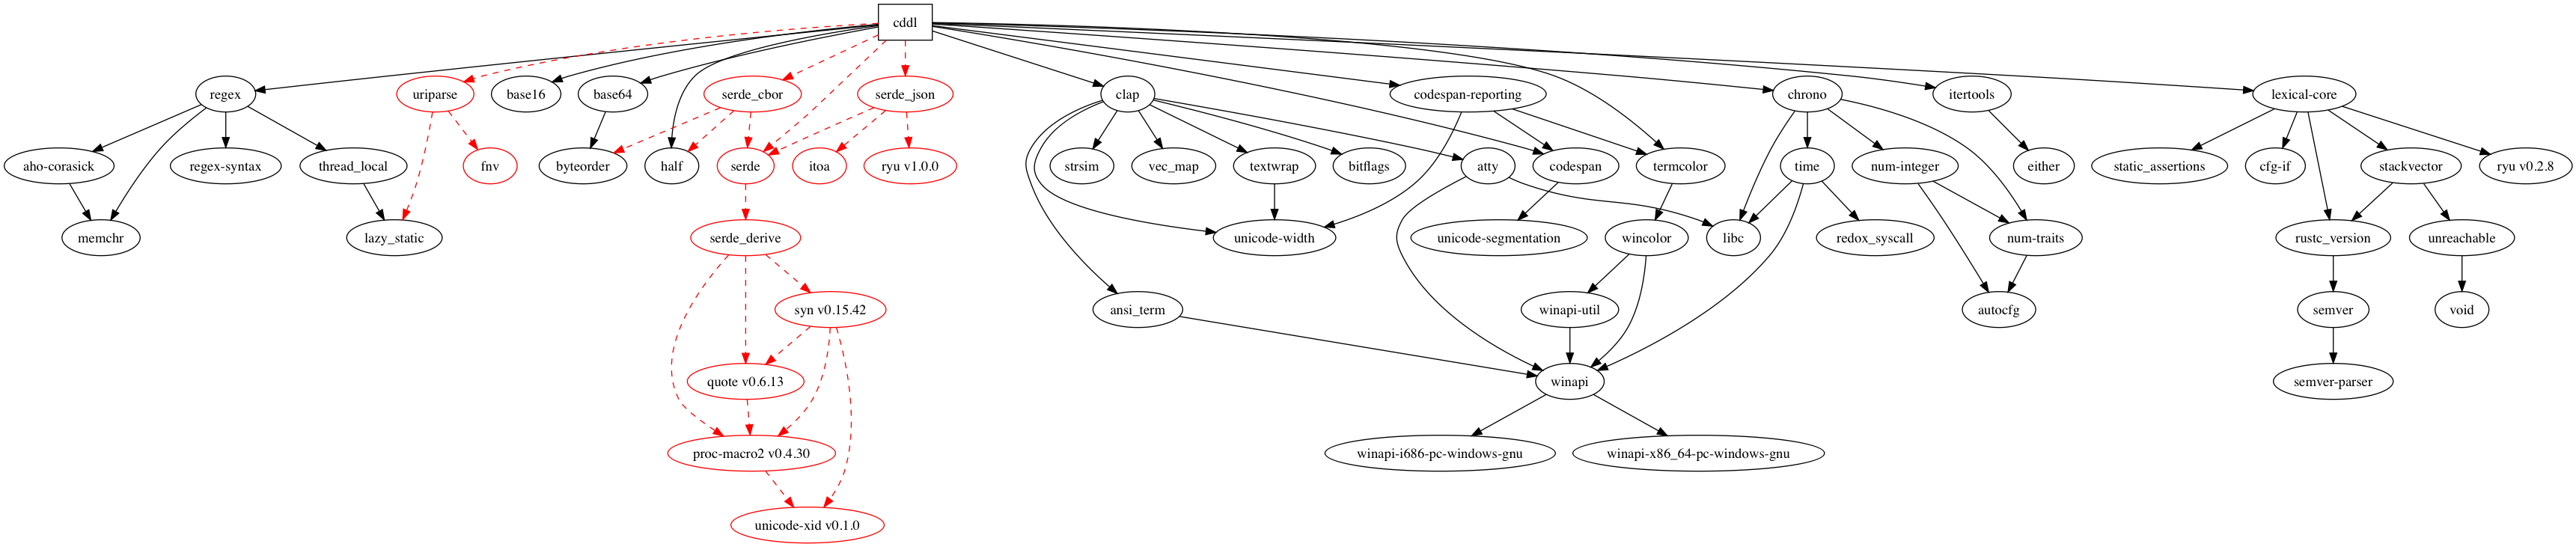 cddl
regex
uriparse
base16
base64
serde_cbor
serde_json
clap
codespan-reporting
chrono
itertools
lexical-core
aho-corasick
regex-syntax
thread_local
fnv
byteorder
half
serde
itoa
ryu v1.0.0
strsim
vec_map
textwrap
bitflags
atty
codespan
termcolor
time
num-integer
either
static_assertions
cfg-if
stackvector
ryu v0.2.8
memchr
lazy_static
serde_derive
unicode-width
unicode-segmentation
wincolor
libc
redox_syscall
num-traits
rustc_version
unreachable
syn v0.15.42
ansi_term
winapi-util
autocfg
semver
void
quote v0.6.13
winapi
semver-parser
proc-macro2 v0.4.30
winapi-i686-pc-windows-gnu
winapi-x86_64-pc-windows-gnu
unicode-xid v0.1.0